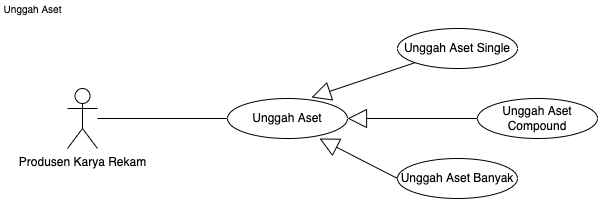 Unggah Aset
Unggah Aset Single
Unggah Aset
Unggah Aset
Compound
Produsen Karya Rekam
Unggah Aset Banyak